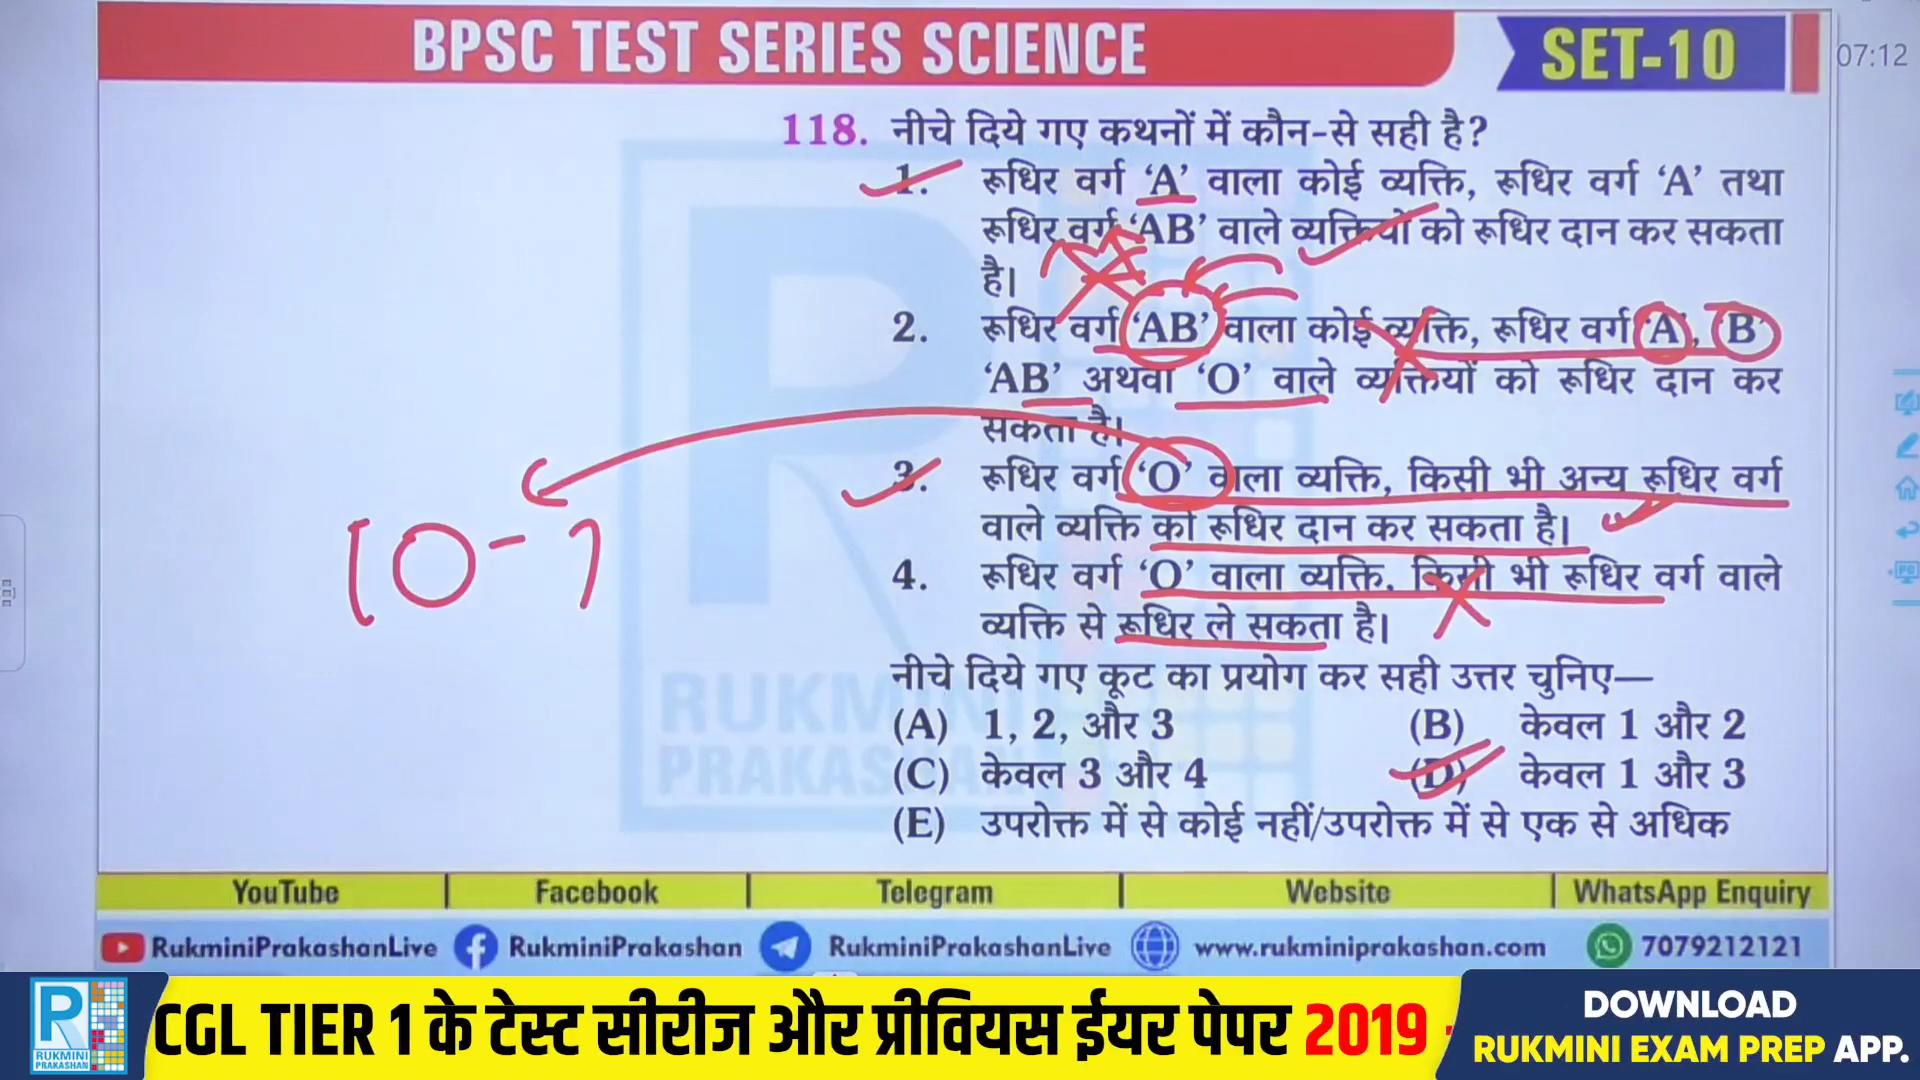 BPSC TEST SERIES SCIENCE
SET-10
07:12
118. नीचे दिये गए कथनों में कौन-से सही है?
1. रूधिर वर्ग ‘A’ वाला कोई व्यक्ति, रूधिर वर्ग ‘A’ तथा
रूधिर वर्ग ‘AB’ वाले व्यक्तियों को रूधिर दान कर सकता
है।
2. रूधिर वर्ग ‘AB’ वाला कोई व्यक्ति, रूधिर वर्ग ‘A’, ‘B’
‘AB’ अथवा ‘O’ वाले व्यक्तियों को रूधिर दान कर
सकता है।
3. रूधिर वर्ग ‘O’ वाला व्यक्ति, किसी भी अन्य रूधिर वर्ग
वाले व्यक्ति को रूधिर दान कर सकता है।
[O-]
4. रूधिर वर्ग ‘O’ वाला व्यक्ति, किसी भी रूधिर वर्ग वाले
व्यक्ति से रूधिर ले सकता है।
नीचे दिये गए कूट का प्रयोग कर सही उत्तर चुनिए—
(A) 1, 2, और 3 (B) केवल 1 और 2
(C) केवल 3 और 4 (D) केवल 1 और 3
(E) उपरोक्त में से कोई नहीं/उपरोक्त में से एक से अधिक
RUKMINI
PRAKASHAN
YouTube | Facebook | Telegram | Website | WhatsApp Enquiry
RukminiPrakashanLive RukminiPrakashan RukminiPrakashanLive www.rukminiprakashan.com 7079212121
R
RUKMINI
PRAKASHAN
CGL TIER 1 के टेस्ट सीरीज और प्रीवियस ईयर पेपर 2019 -
DOWNLOAD
RUKMINI EXAM PREP APP.